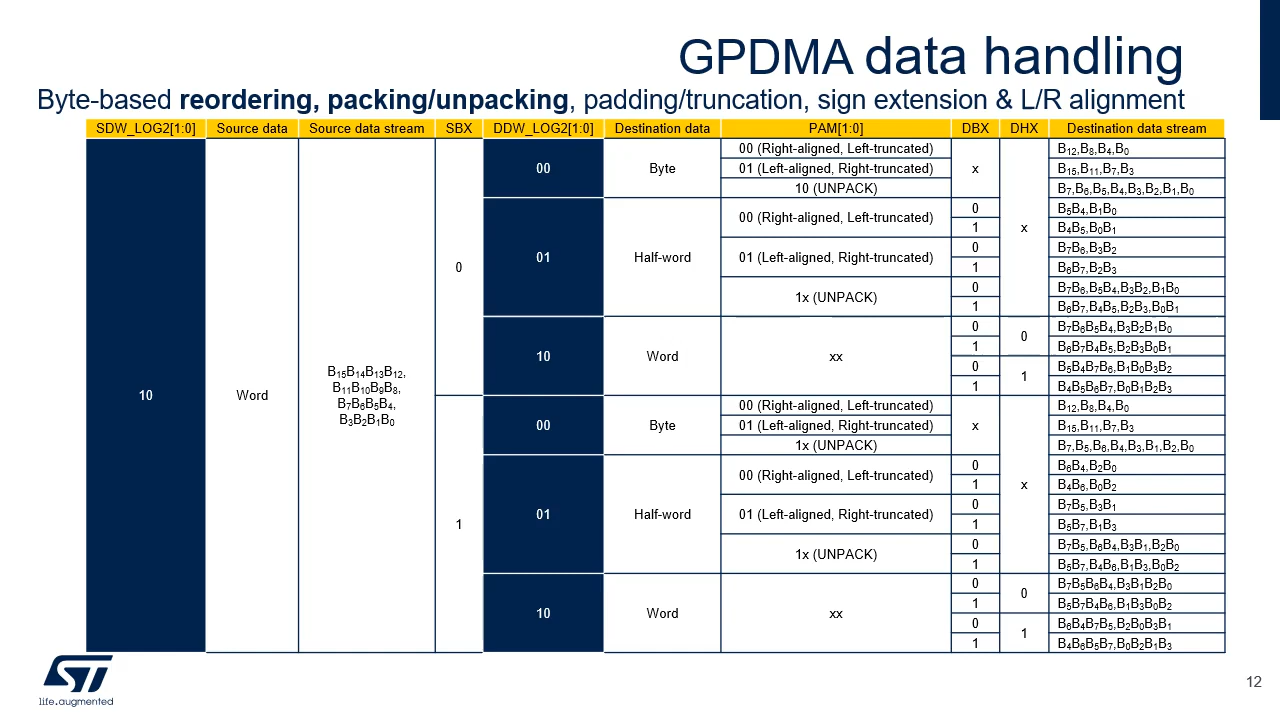 GPDMA data handling
Byte-based reordering, packing/unpacking, padding/truncation, sign extension & L/R alignment
SDW_LOG2[1:0] Source data Source data stream SBX DDW_LOG2[1:0] Destination data PAM[1:0] DBX DHX Destination data stream
10 Word B15B14B13B12, B11B10B9B8, B7B6B5B4, B3B2B1B0
0 00 Byte 00 (Right-aligned, Left-truncated) x x B12,B8,B4,B0
01 (Left-aligned, Right-truncated) B15,B11,B7,B3
10 (UNPACK) B7,B6,B5,B4,B3,B2,B1,B0
01 Half-word 00 (Right-aligned, Left-truncated) 0 B5B4,B1B0
1 B4B5,B0B1
01 (Left-aligned, Right-truncated) 0 B7B6,B3B2
1 B6B7,B2B3
1x (UNPACK) 0 B7B6,B5B4,B3B2,B1B0
1 B6B7,B4B5,B2B3,B0B1
10 Word xx 0 0 B7B6B5B4,B3B2B1B0
1 B6B7B4B5,B2B3B0B1
0 1 B5B4B7B6,B1B0B3B2
1 B4B5B6B7,B0B1B2B3
1 00 Byte 00 (Right-aligned, Left-truncated) x x B12,B8,B4,B0
01 (Left-aligned, Right-truncated) B15,B11,B7,B3
1x (UNPACK) B7,B5,B6,B4,B3,B1,B2,B0
01 Half-word 00 (Right-aligned, Left-truncated) 0 B6B4,B2B0
1 B4B6,B0B2
01 (Left-aligned, Right-truncated) 0 B7B5,B3B1
1 B5B7,B1B3
1x (UNPACK) 0 B7B5,B6B4,B3B1,B2B0
1 B5B7,B4B6,B1B3,B0B2
10 Word xx 0 0 B7B5B6B4,B3B1B2B0
1 B5B7B4B6,B1B3B0B2
0 1 B6B4B7B5,B2B0B3B1
1 B4B6B5B7,B0B2B1B3
ST
life.augmented
12